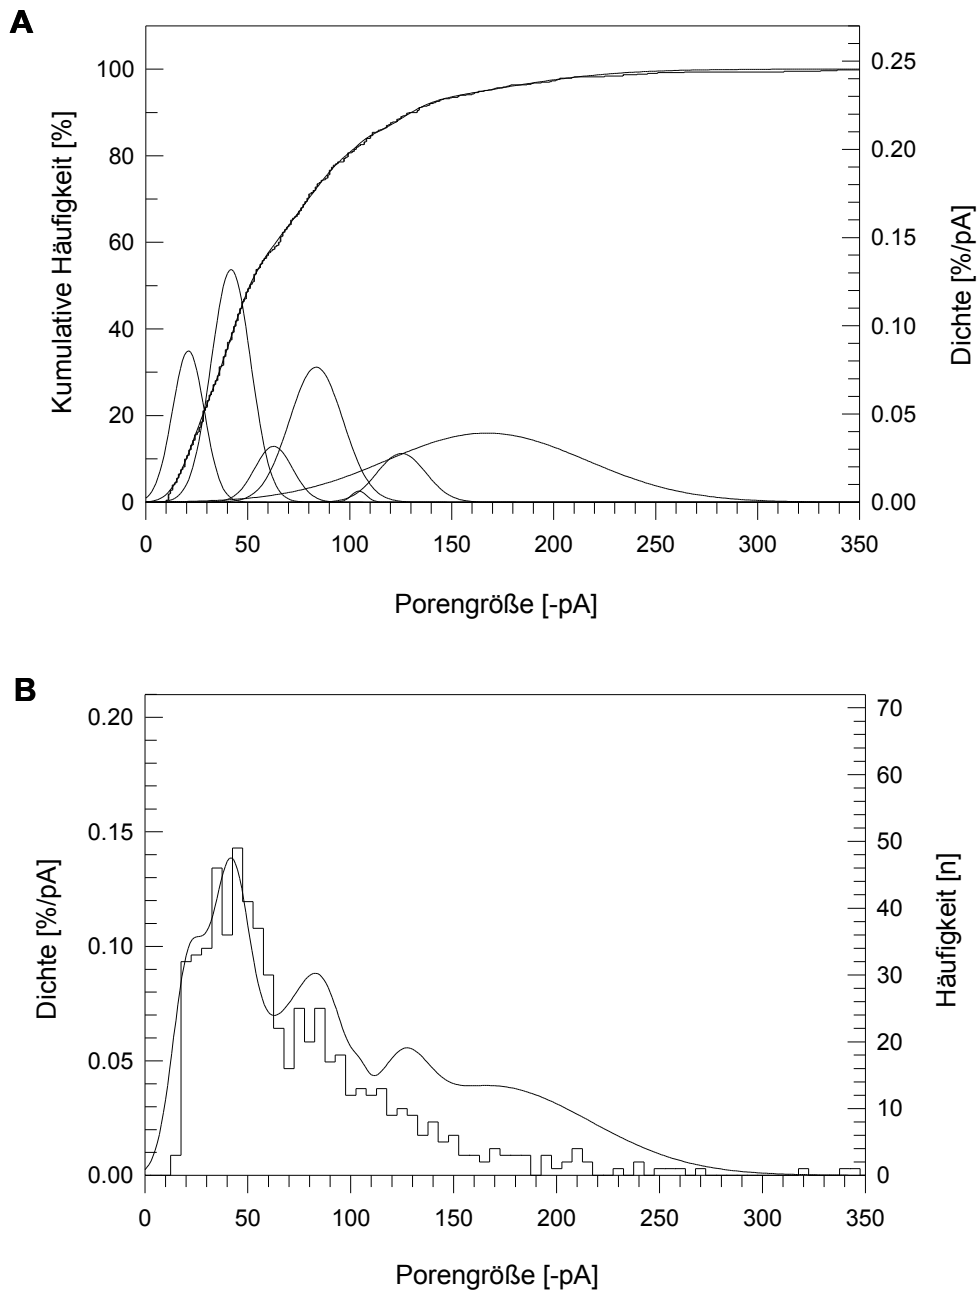 A
Kumulative Häufigkeit [%]
100
80
60
40
20
0
0.25
0.20
0.15
0.10
0.05
0.00
Dichte [%/pA]
0 50 100 150 200 250 300 350
Porengröße [-pA]
B
Dichte [%/pA]
0.20
0.15
0.10
0.05
0.00
70
60
50
40
30
20
10
0
Häufigkeit [n]
0 50 100 150 200 250 300 350
Porengröße [-pA]